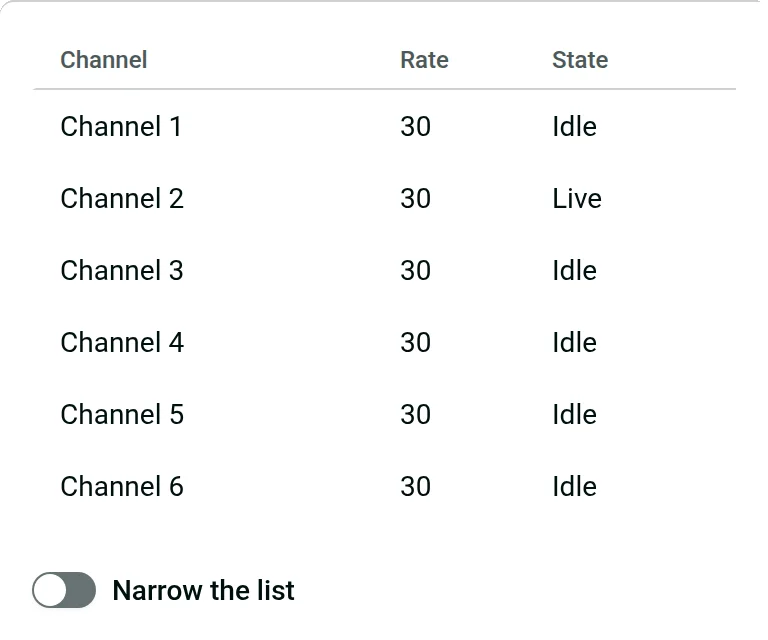 Channel Rate State
Channel 1 30 Idle
Channel 2 30 Live
Channel 3 30 Idle
Channel 4 30 Idle
Channel 5 30 Idle
Channel 6 30 Idle
Narrow the list